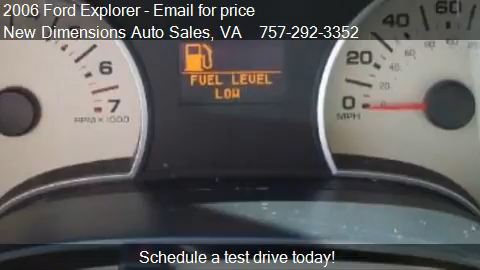 2006 Ford Explorer - Email for price
New Dimensions Auto Sales, VA 757-292-3352
FUEL LEVEL
LOW
6
7
RPM X 1000
0
20
40
60
MPH
Schedule a test drive today!